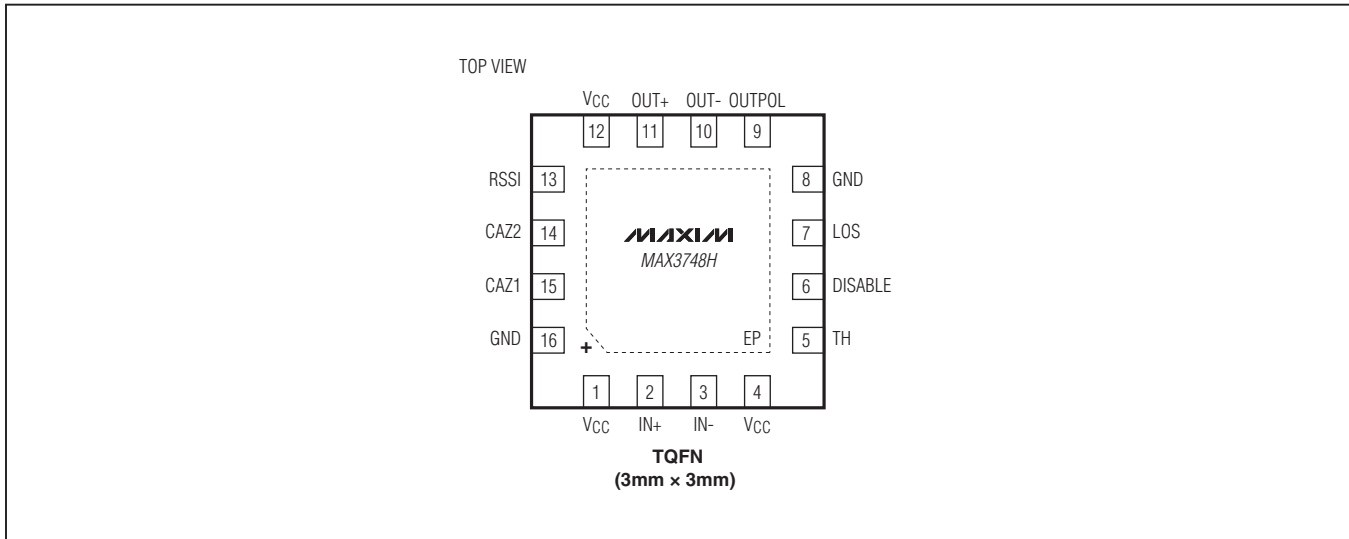 TOP VIEW
VCC OUT+ OUT- OUTPOL
12 11 10 9
RSSI 13 8 GND
CAZ2 14 MAXIM 7 LOS
MAX3748H
CAZ1 15 6 DISABLE
GND 16 + EP 5 TH
1 2 3 4
VCC IN+ IN- VCC
TQFN
(3mm × 3mm)